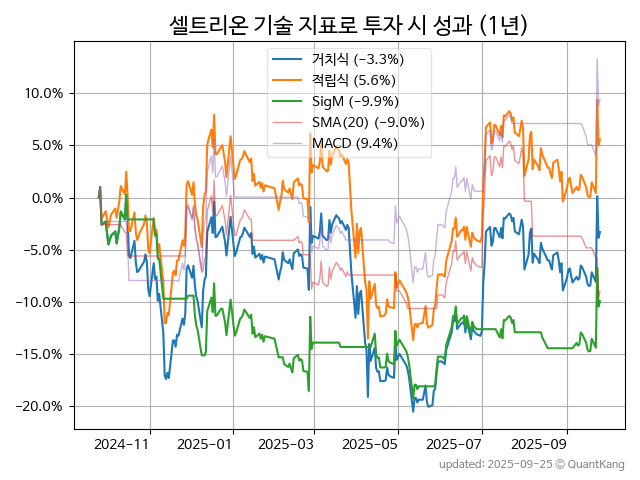 셀트리온 기술 지표로 투자 시 성과 (1년)
거치식 (−3.3%)
적립식 (5.6%)
SigM (−9.9%)
SMA(20) (−9.0%)
MACD (9.4%)
10.0%
5.0%
0.0%
−5.0%
−10.0%
−15.0%
−20.0%
2024-11 2025-01 2025-03 2025-05 2025-07 2025-09
updated: 2025-09-25 © QuantKang